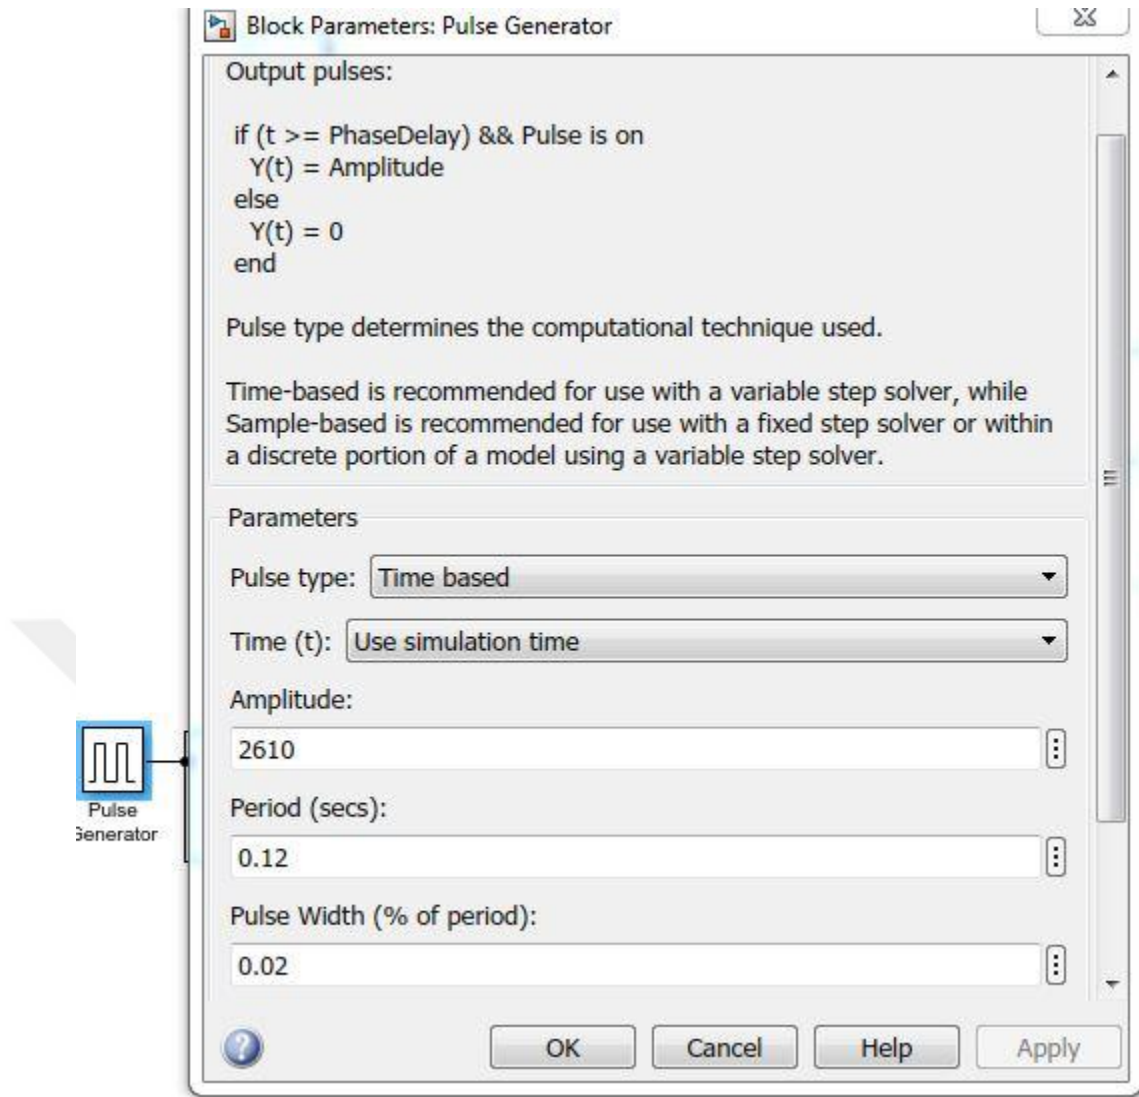 Block Parameters: Pulse Generator
Output pulses:
if (t >= PhaseDelay) && Pulse is on
Y(t) = Amplitude
else
Y(t) = 0
end
Pulse type determines the computational technique used.
Time-based is recommended for use with a variable step solver, while
Sample-based is recommended for use with a fixed step solver or within
a discrete portion of a model using a variable step solver.
Parameters
Pulse type: Time based
Time (t): Use simulation time
Amplitude:
2610
Period (secs):
0.12
Pulse Width (% of period):
0.02
OK Cancel Help Apply
Pulse
Generator